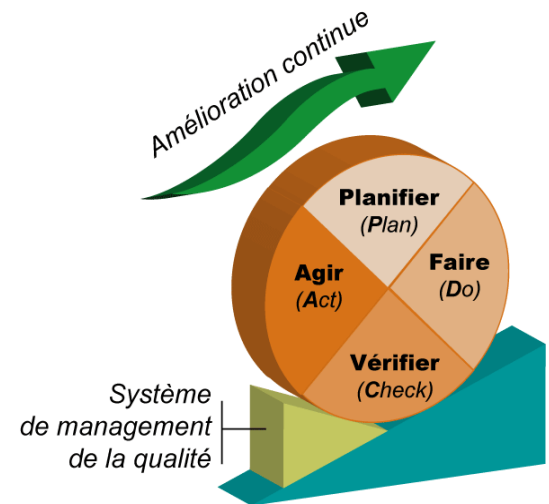 Amélioration continue
Planifier
(Plan)
Faire
(Do)
Vérifier
(Check)
Agir
(Act)
Système
de management
de la qualité